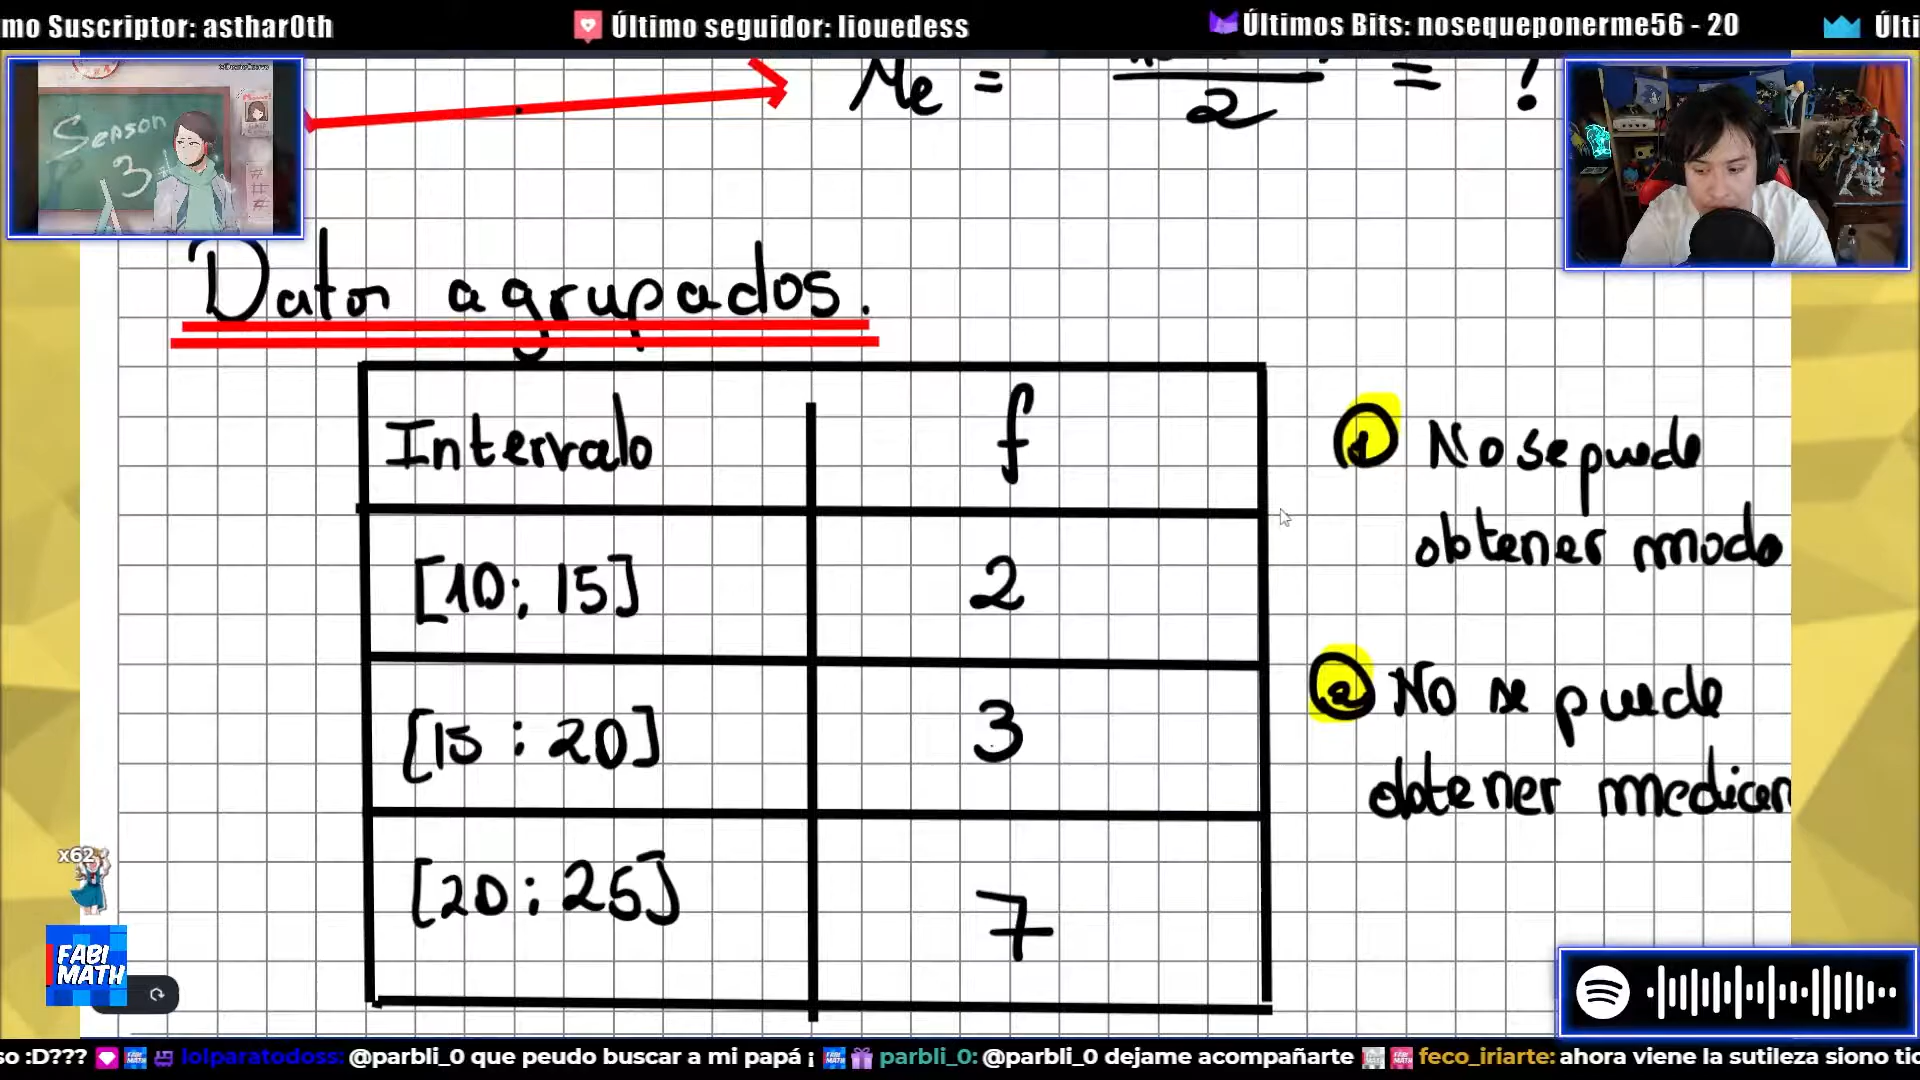 mo Suscriptor: asthar0th
Último seguidor: liouedess
Últimos Bits: nosequeponerme56 - 20
Últi
Season
3
Me = 2 = !
Datos agrupados.
Intervalo f
[10; 15] 2
[15 : 20] 3
[20 : 25] 7
1 No se puede
obtener moda
2 No se puede
obtener median
x62
FABI
MATH
so :D??? lolparatodoss: @parbli_0 que peudo buscar a mi papá ¡ parbli_0: @parbli_0 dejame acompañarte feco_iriarte: ahora viene la sutileza siono tic